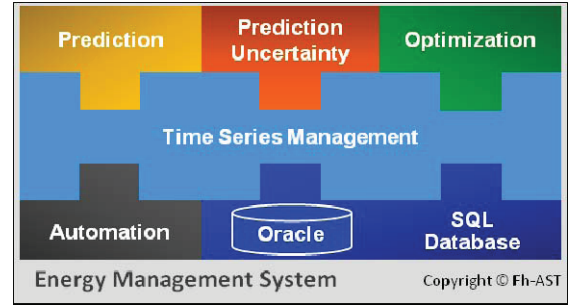 Prediction
Prediction
Uncertainty
Optimization
Time Series Management
Automation
Oracle
SQL
Database
Energy Management System
Copyright © Fh-AST